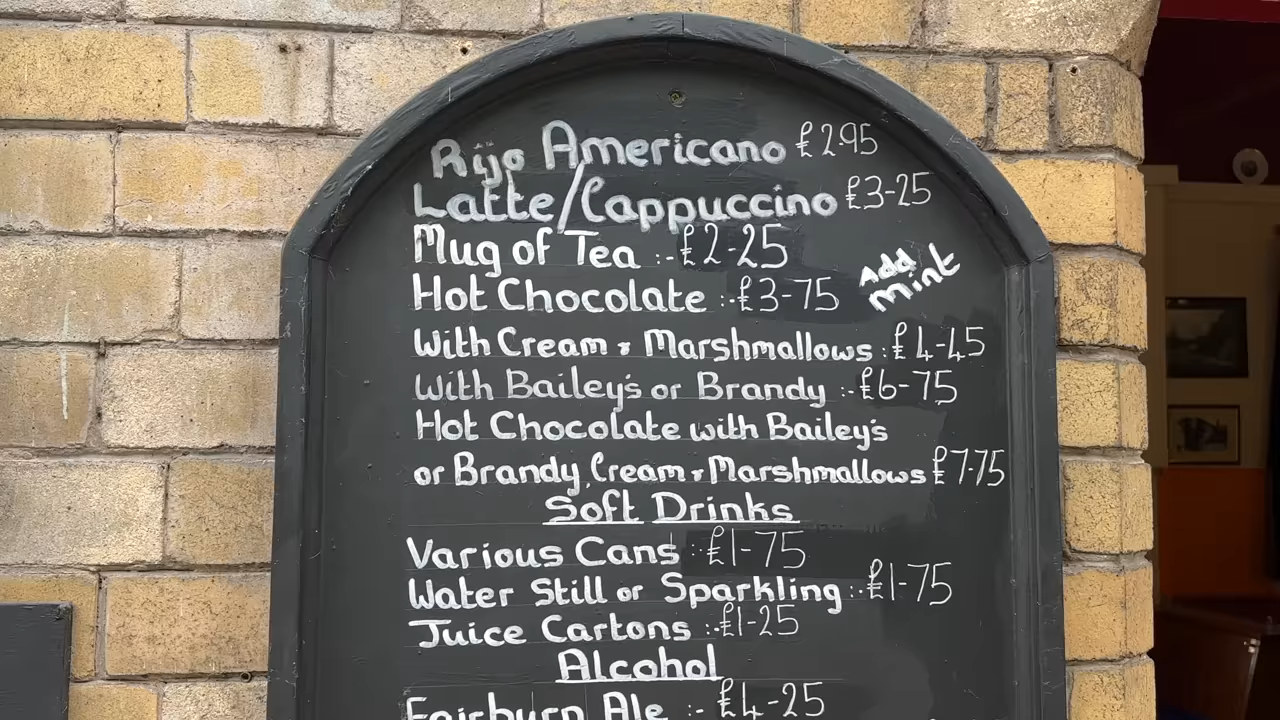 Rijo Americano £2.95
Latte/Cappuccino £3-25
Mug of Tea :-£2-25
Hot Chocolate :-£3-75
Add Mint
With Cream & Marshmallows :£4-45
With Bailey's or Brandy :-£6-75
Hot Chocolate with Bailey's
or Brandy, Cream & Marshmallows £7.75
Soft Drinks
Various Cans :-£1-75
Water Still or Sparkling :-£1-75
Juice Cartons :-£1-25
Alcohol
Fairburn Ale :- £4-25